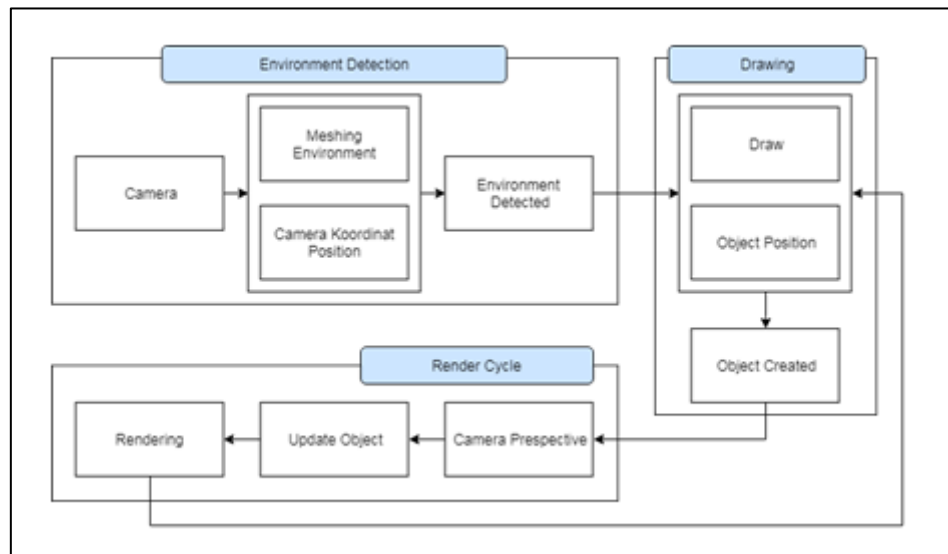 Environment Detection
Drawing
Meshing
Environment
Draw
Camera
Environment
Detected
Camera Koordinat
Position
Object Position
Render Cycle
Object Created
Rendering
Update Object
Camera Prespective